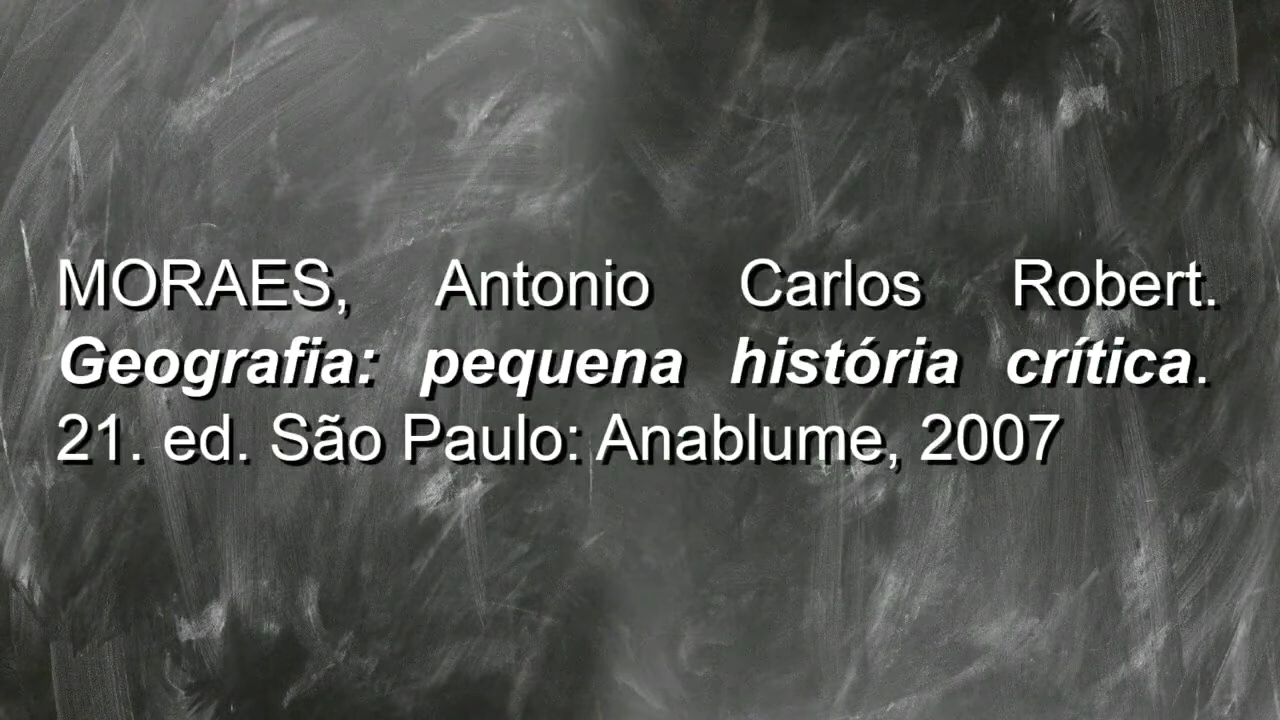 MORAES, Antonio Carlos Robert.
Geografia: pequena história crítica.
21. ed. São Paulo: Anablume, 2007